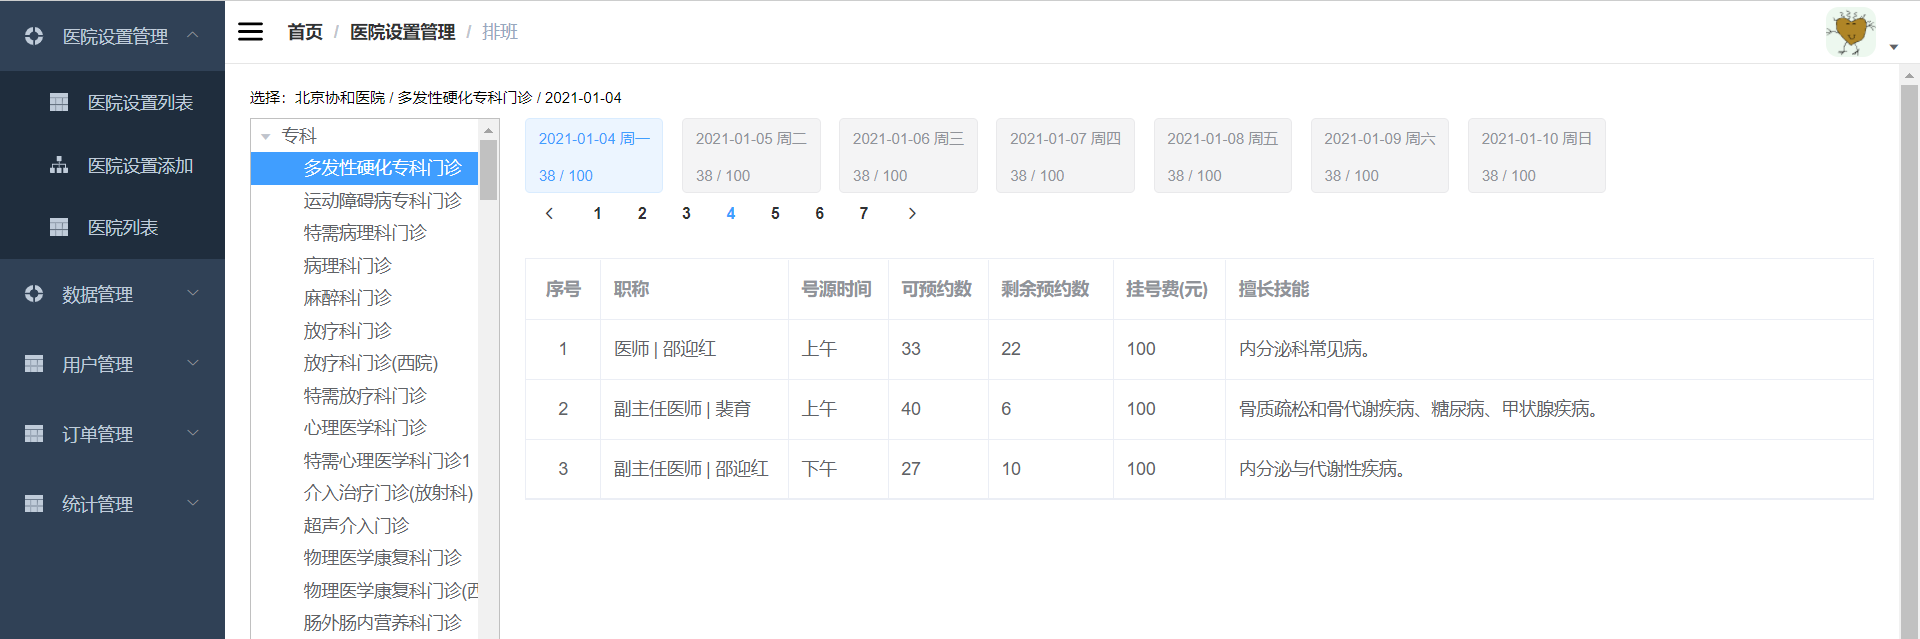 医院设置管理
医院设置列表
医院设置添加
医院列表
数据管理
用户管理
订单管理
统计管理
首页 / 医院设置管理 / 排班
选择：北京协和医院 / 多发性硬化专科门诊 / 2021-01-04
专科
多发性硬化专科门诊
运动障碍病专科门诊
特需病理科门诊
病理科门诊
麻醉科门诊
放疗科门诊
放疗科门诊(西院)
特需放疗科门诊
心理医学科门诊
特需心理医学科门诊1
介入治疗门诊(放射科)
超声介入门诊
物理医学康复科门诊
物理医学康复科门诊(西
肠外肠内营养科门诊
2021-01-04 周一
38 / 100
2021-01-05 周二
38 / 100
2021-01-06 周三
38 / 100
2021-01-07 周四
38 / 100
2021-01-08 周五
38 / 100
2021-01-09 周六
38 / 100
2021-01-10 周日
38 / 100
1 2 3 4 5 6 7
序号 职称 号源时间 可预约数 剩余预约数 挂号费(元) 擅长技能
1 医师 | 邵迎红 上午 33 22 100 内分泌科常见病。
2 副主任医师 | 裴育 上午 40 6 100 骨质疏松和骨代谢疾病、糖尿病、甲状腺疾病。
3 副主任医师 | 邵迎红 下午 27 10 100 内分泌与代谢性疾病。